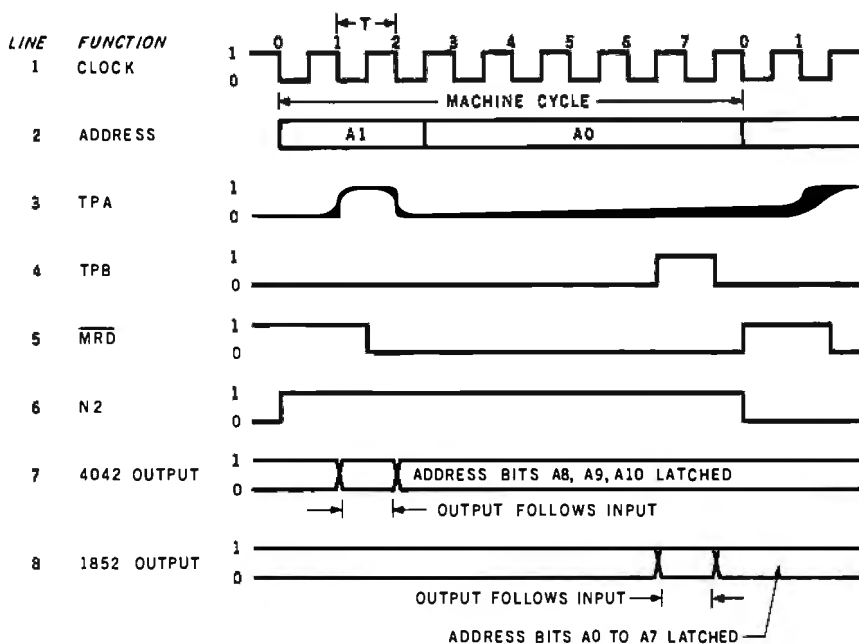 T
LINE FUNCTION 0 1 2 3 4 5 6 7 0 1
1 CLOCK 1 0
MACHINE CYCLE
2 ADDRESS A1 A0
3 TPA 1 0
4 TPB 1 0
5 MRD 1 0
6 N2 1 0
7 4042 OUTPUT 1 0 ADDRESS BITS A8, A9, A10 LATCHED
OUTPUT FOLLOWS INPUT
8 1852 OUTPUT 1 0
OUTPUT FOLLOWS INPUT
ADDRESS BITS A0 TO A7 LATCHED